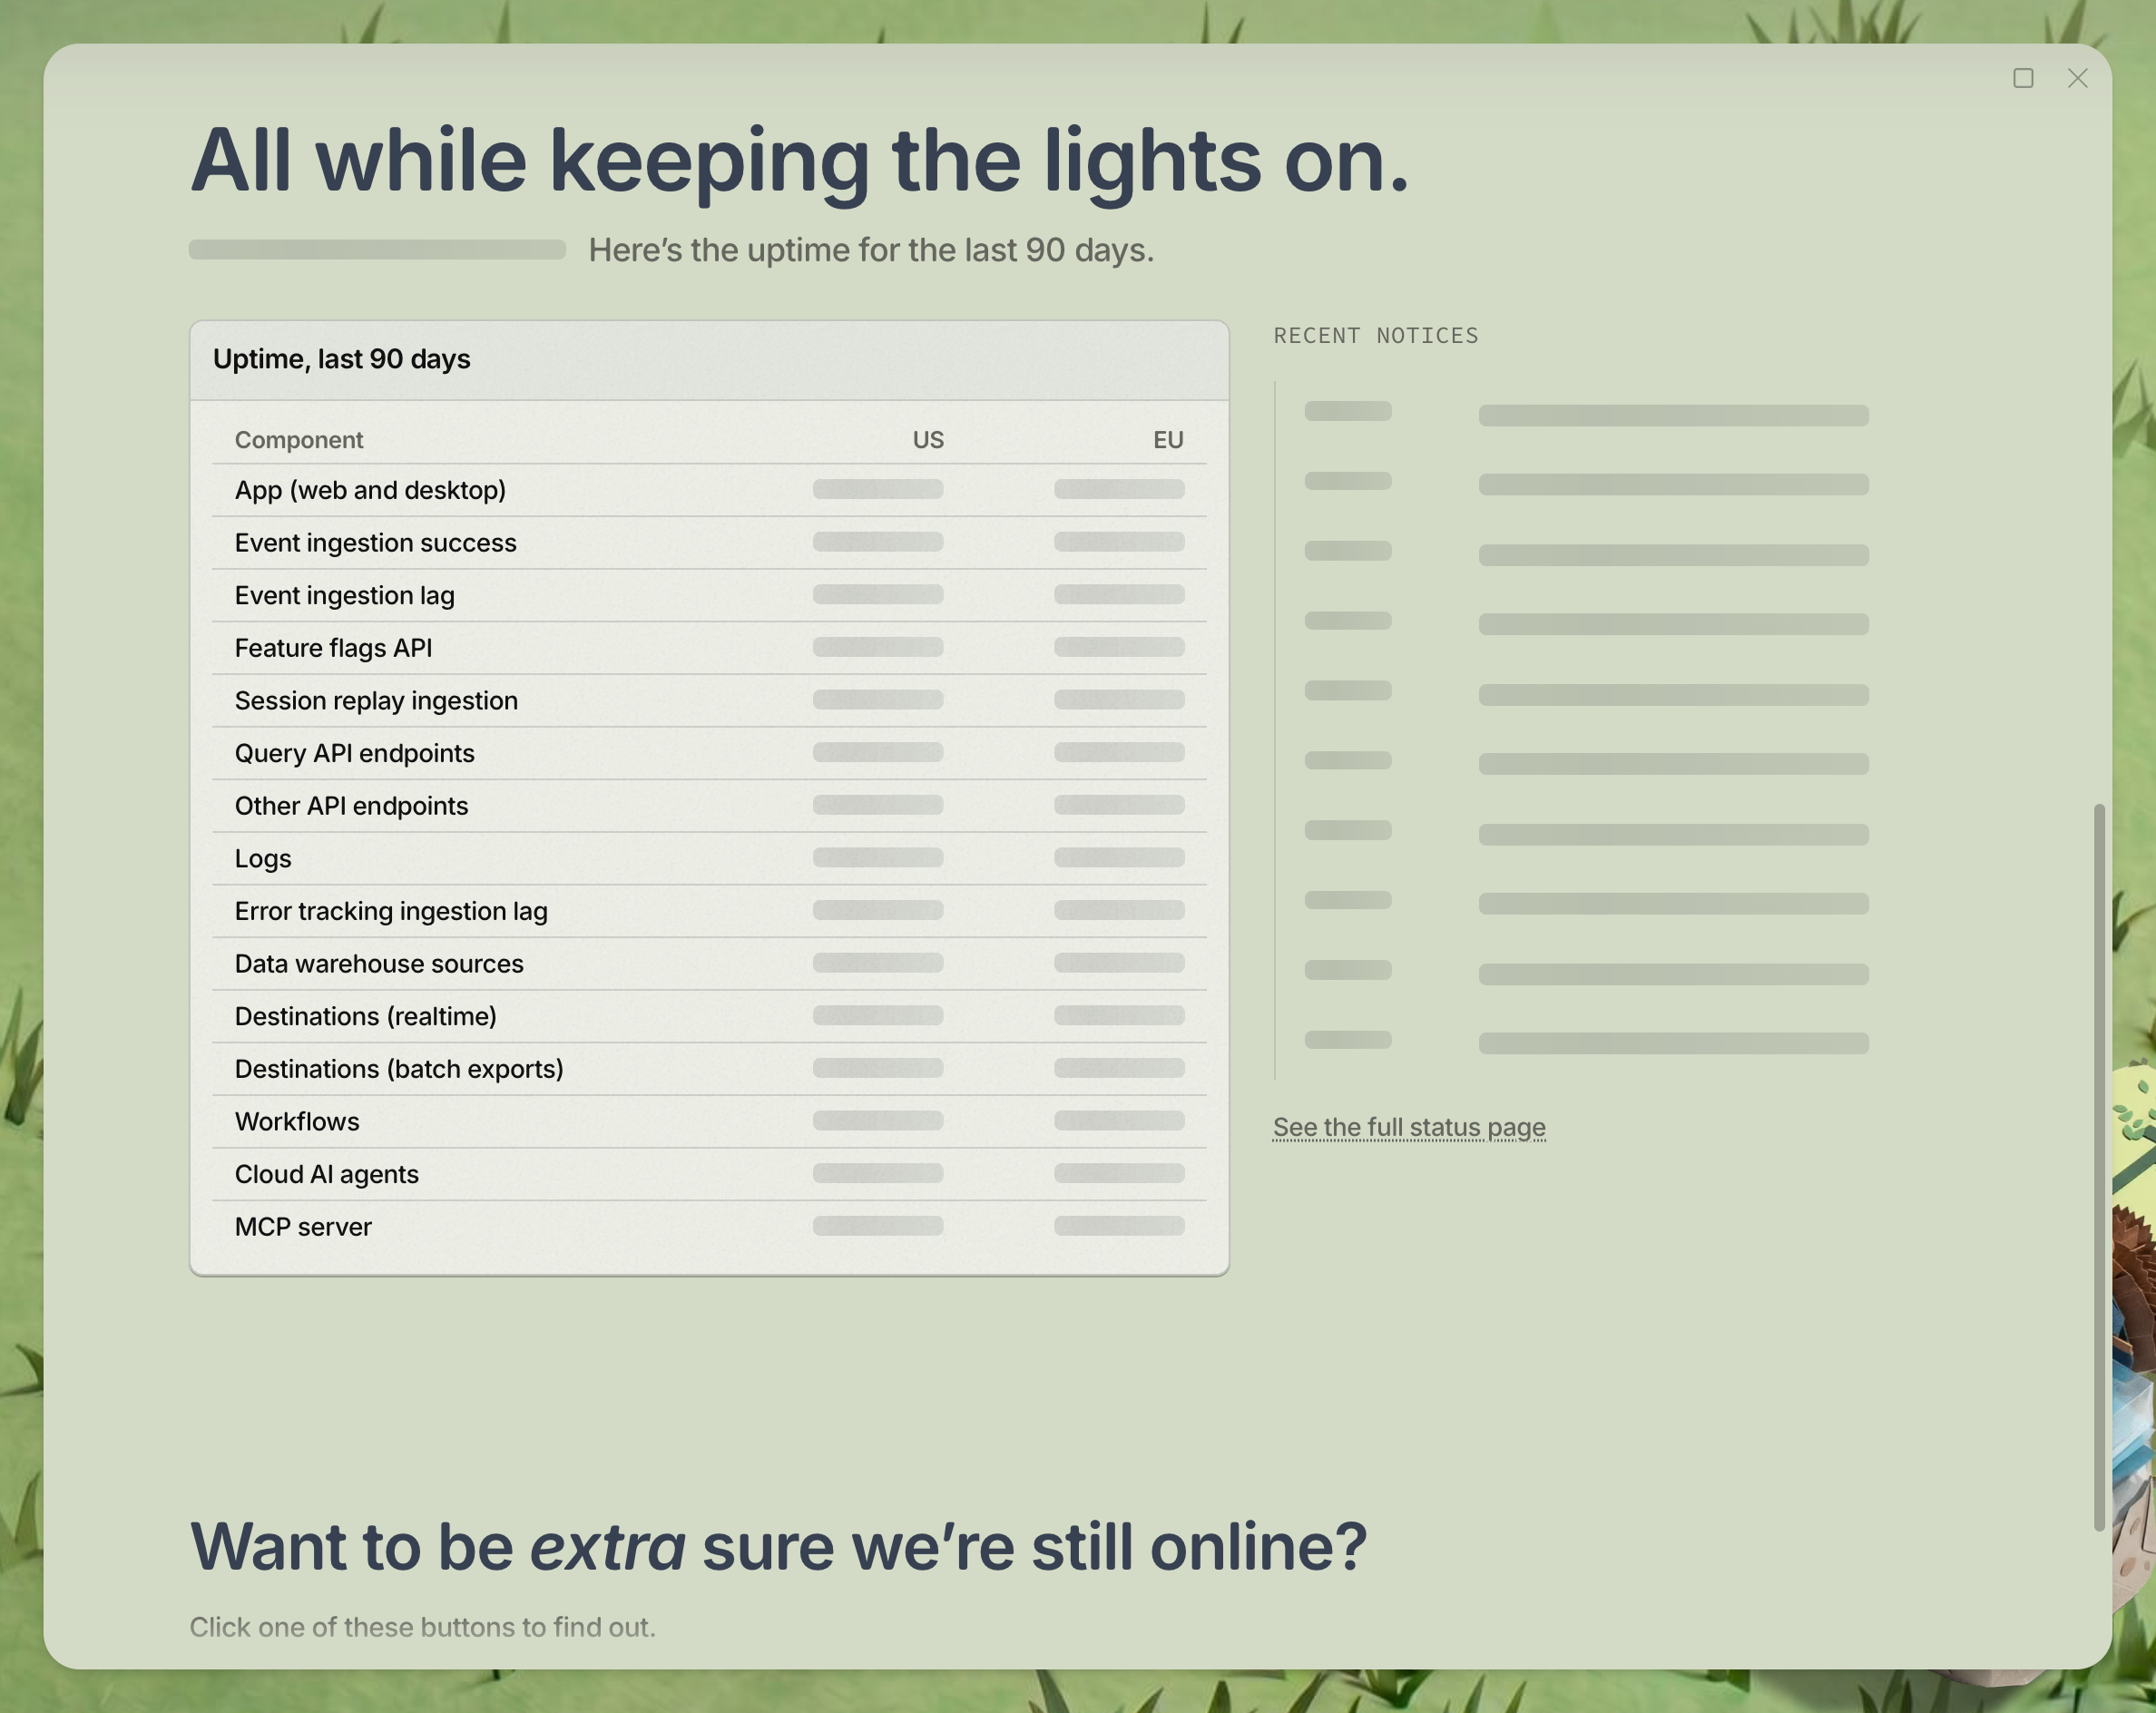 All while keeping the lights on.
Here’s the uptime for the last 90 days.
Uptime, last 90 days
Component US EU
App (web and desktop)
Event ingestion success
Event ingestion lag
Feature flags API
Session replay ingestion
Query API endpoints
Other API endpoints
Logs
Error tracking ingestion lag
Data warehouse sources
Destinations (realtime)
Destinations (batch exports)
Workflows
Cloud AI agents
MCP server
RECENT NOTICES
See the full status page
Want to be extra sure we’re still online?
Click one of these buttons to find out.